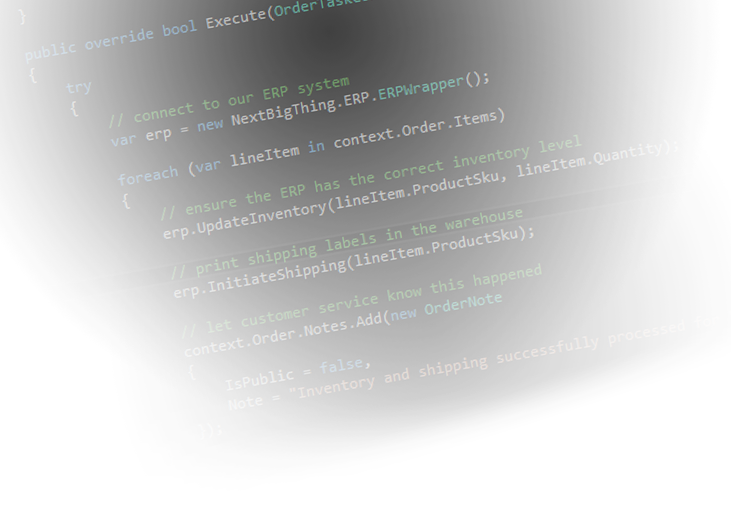 }
public override bool Execute(OrderTaskCo
{
try
{
// connect to our ERP system
var erp = new NextBigThing.ERP.ERPWrapper();
foreach (var lineItem in context.Order.Items)
{
// ensure the ERP has the correct inventory level
erp.UpdateInventory(lineItem.ProductSku, lineItem.Quantity);
// print shipping labels in the warehouse
erp.InitiateShipping(lineItem.ProductSku);
// let customer service know this happened
context.Order.Notes.Add(new OrderNote
{
IsPublic = false,
Note = "Inventory and shipping successfully processed
});